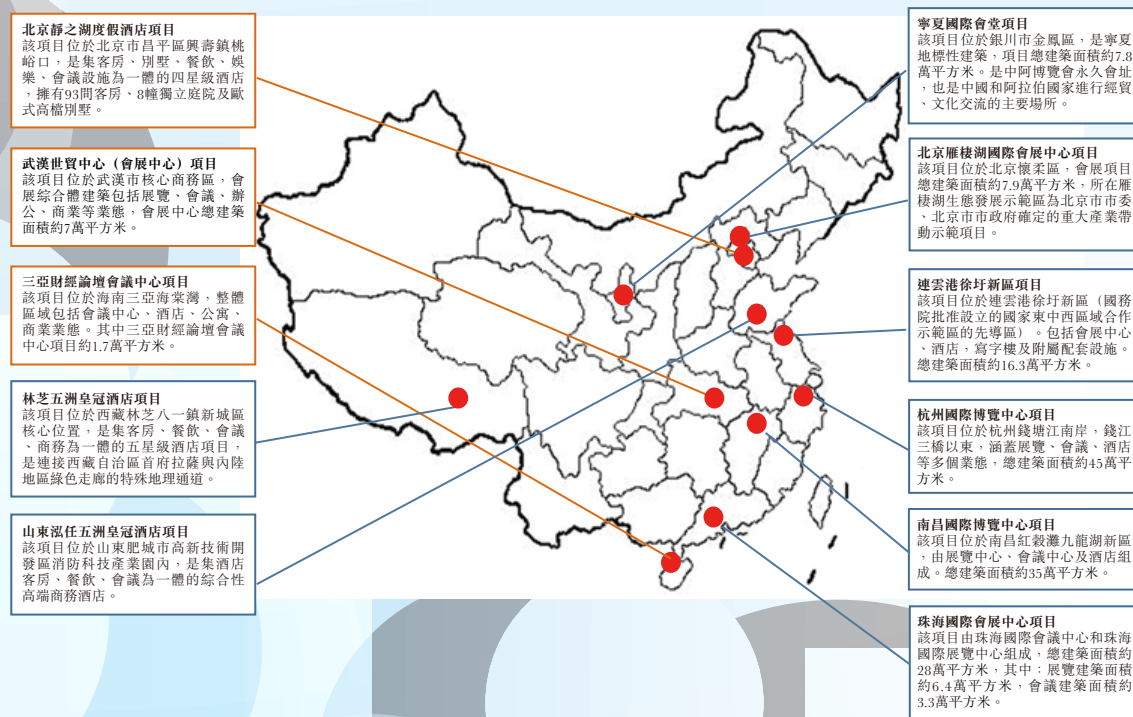 北京靜之湖度假酒店項目
該項目位於北京市昌平區興壽鎮桃
峪口，是集客房、別墅、餐飲、娛
樂、會議設施為一體的四星級酒店
，擁有93間客房、8幢獨立庭院及歐
式高檔別墅。
武漢世貿中心（會展中心）項目
該項目位於武漢市核心商務區，會
展綜合體建築包括展覽、會議、辦
公、商業等業態，會展中心總建築
面積約7萬平方米。
三亞財經論壇會議中心項目
該項目位於海南三亞海棠灣，整體
區域包括會議中心、酒店、公寓、
商業業態。其中三亞財經論壇會議
中心項目約1.7萬平方米。
林芝五洲皇冠酒店項目
該項目位於西藏林芝八一鎮新城區
核心位置，是集客房、餐飲、會議
、商務為一體的五星級酒店項目，
是連接西藏自治區首府拉薩與內陸
地區綠色走廊的特殊地理通道。
山東泓任五洲皇冠酒店項目
該項目位於山東肥城市高新技術開
發區消防科技產業園內，是集酒店
客房、餐飲、會議為一體的綜合性
高端商務酒店。
寧夏國際會堂項目
該項目位於銀川市金鳳區，是寧夏
地標性建築，項目總建築面積約7.8
萬平方米。是中阿博覽會永久會址
，也是中國和阿拉伯國家進行經貿
、文化交流的主要場所。
北京雁棲湖國際會展中心項目
該項目位於北京懷柔區，會展項目
總建築面積約7.9萬平方米，所在雁
棲湖生態發展示範區為北京市市委
、北京市市政府確定的重大產業帶
動示範項目。
連雲港徐圩新區項目
該項目位於連雲港徐圩新區（國務
院批准設立的國家東中西區域合作
示範區的先導區）。包括會展中心
、酒店，寫字樓及附屬配套設施。
總建築面積約16.3萬平方米。
杭州國際博覽中心項目
該項目位於杭州錢塘江南岸，錢江
三橋以東，涵蓋展覽、會議、酒店
等多個業態，總建築面積約45萬平
方米。
南昌國際博覽中心項目
該項目位於南昌紅穀灘九龍湖新區
，由展覽中心、會議中心及酒店組
成。總建築面積約35萬平方米。
珠海國際會展中心項目
該項目由珠海國際會議中心和珠海
國際展覽中心組成，總建築面積約
28萬平方米，其中：展覽建築面積
約6.4萬平方米，會議建築面積約
3.3萬平方米。